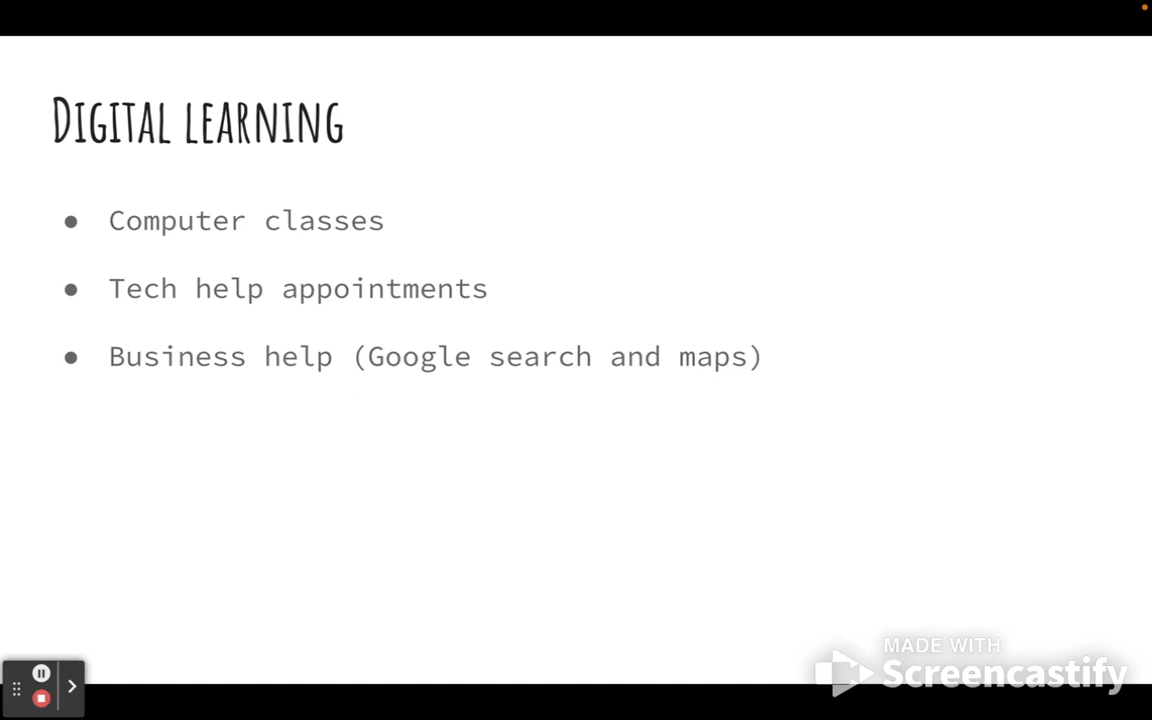 Digital learning
● Computer classes
● Tech help appointments
● Business help (Google search and maps)
MADE WITH
Screencastify